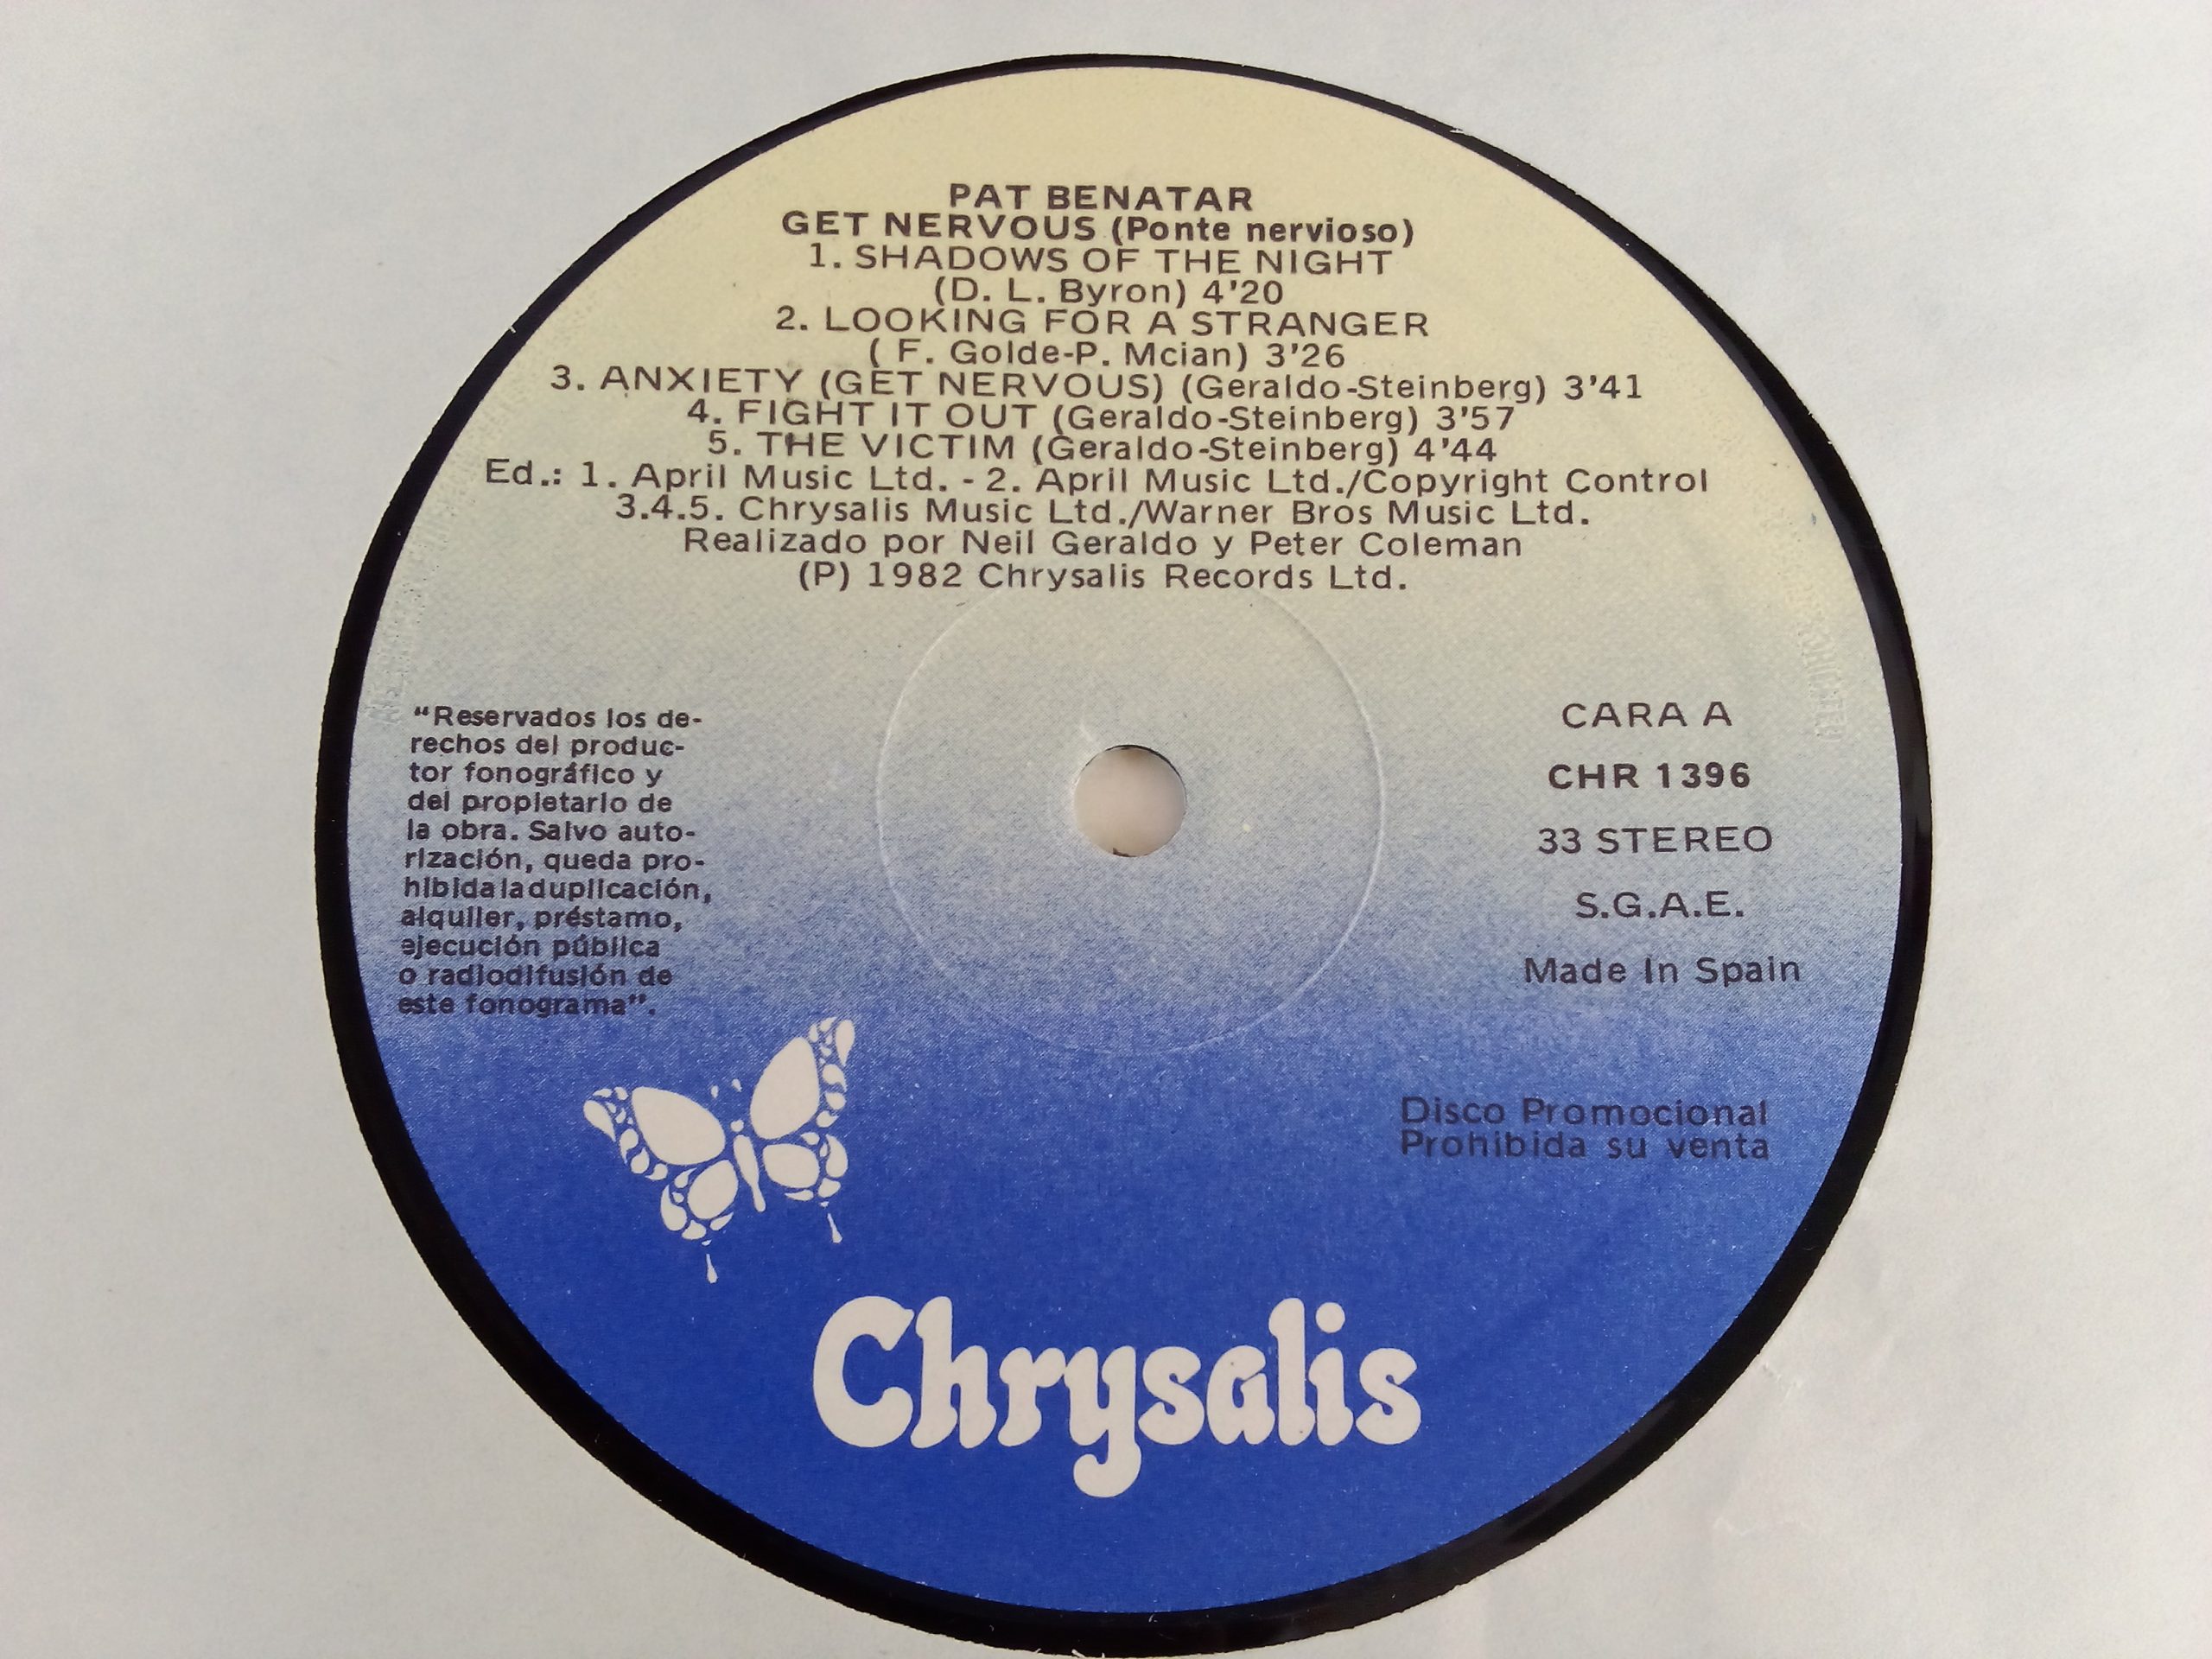 PAT BENATAR
GET NERVOUS (Ponte nervioso)
1. SHADOWS OF THE NIGHT
(D. L. Byron) 4'20
2. LOOKING FOR A STRANGER
( F. Golde-P. Mcian) 3'26
3. ANXIETY (GET NERVOUS) (Geraldo-Steinberg) 3'41
4. FIGHT IT OUT (Geraldo-Steinberg) 3'57
5. THE VICTIM (Geraldo-Steinberg) 4'44
Ed.: 1. April Music Ltd. - 2. April Music Ltd./Copyright Control
3.4.5. Chrysalis Music Ltd./Warner Bros Music Ltd.
Realizado por Neil Geraldo y Peter Coleman
(P) 1982 Chrysalis Records Ltd.
"Reservados los de-
rechos del produc-
tor fonográfico y
del propietario de
la obra. Salvo auto-
rización, queda pro-
hibida la duplicación,
alquiler, préstamo,
ejecución pública
o radiodifusión de
este fonograma".
CARA A
CHR 1396
33 STEREO
S.G.A.E.
Made In Spain
Disco Promocional
Prohibida su venta
Chrysalis